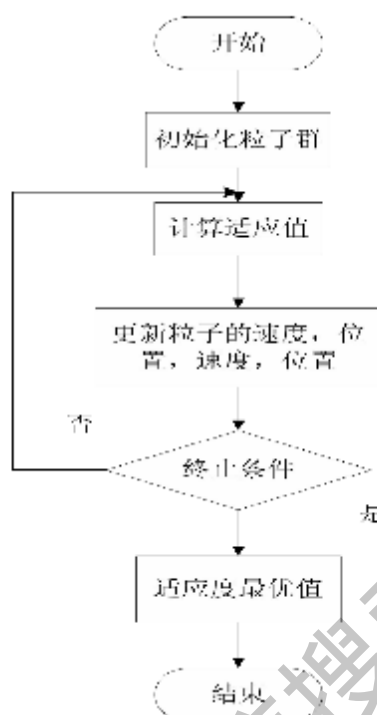 开始
初始化粒子群
计算适应值
更新粒子的速度，位
置，速度，位置
否
终止条件
是
适应度最优值
结束